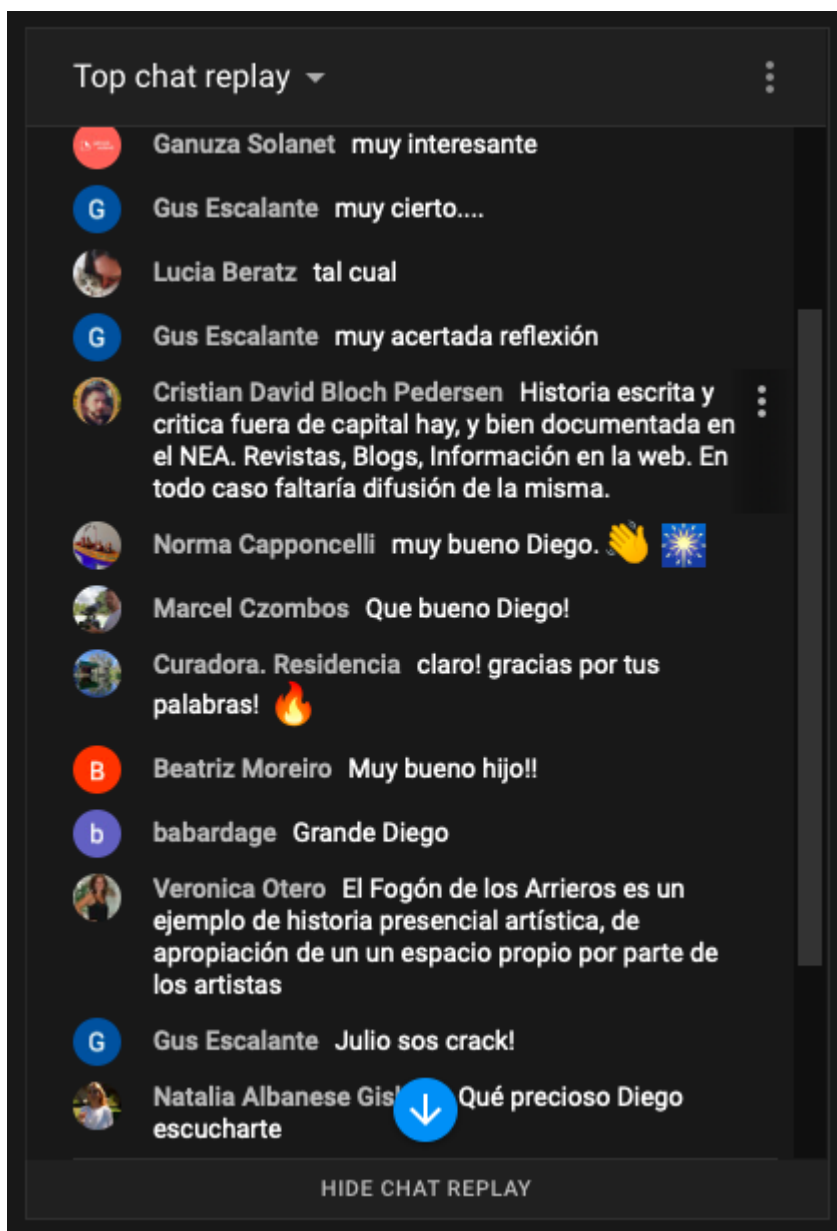 Top chat replay
Ganuza Solanet muy interesante
G Gus Escalante muy cierto....
Lucia Beratz tal cual
G Gus Escalante muy acertada reflexión
Cristian David Bloch Pedersen Historia escrita y
critica fuera de capital hay, y bien documentada en
el NEA. Revistas, Blogs, Información en la web. En
todo caso faltaría difusión de la misma.
Norma Capponcelli muy bueno Diego. 👋 🎇
Marcel Czombos Que bueno Diego!
Curadora. Residencia claro! gracias por tus
palabras! 🔥
B Beatriz Moreiro Muy bueno hijo!!
b babardage Grande Diego
Veronica Otero El Fogón de los Arrieros es un
ejemplo de historia presencial artística, de
apropiación de un un espacio propio por parte de
los artistas
G Gus Escalante Julio sos crack!
Natalia Albanese Qué precioso Diego
escucharte
HIDE CHAT REPLAY